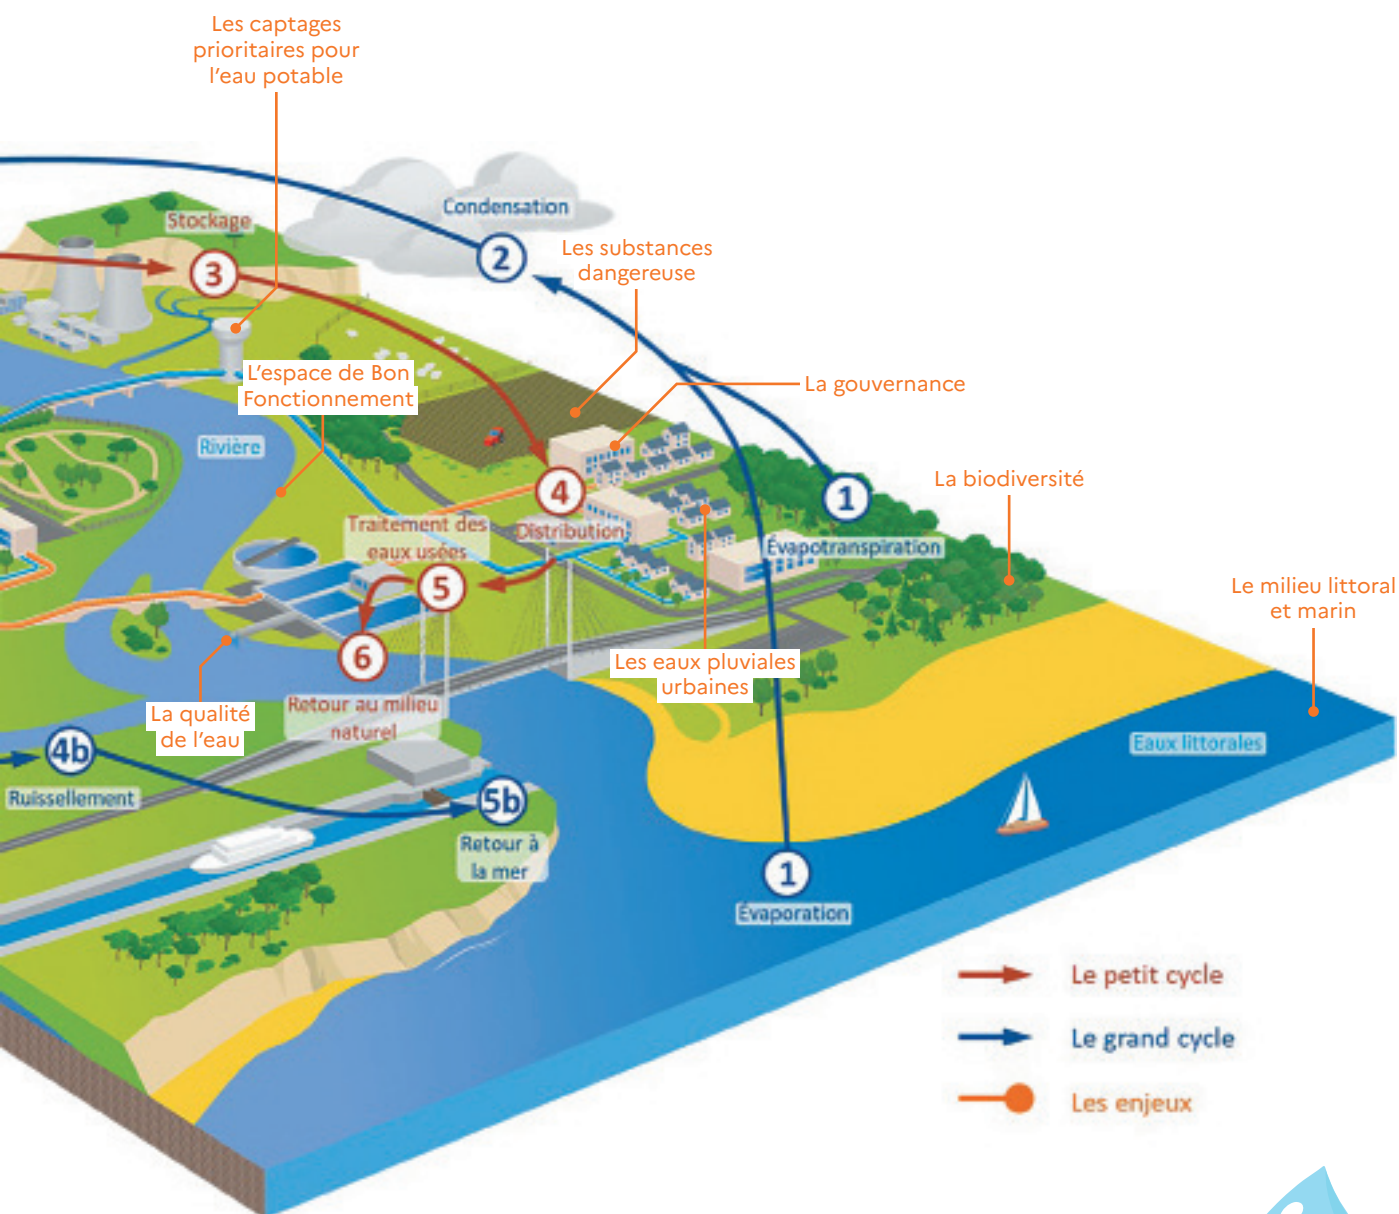 Les captages
prioritaires pour
l'eau potable
Condensation
Stockage
2
Les substances
dangereuse
3
L'espace de Bon
Fonctionnement
La gouvernance
Rivière
La biodiversité
4
1
Traitement des
eaux usées
Distribution
Évapotranspiration
5
Le milieu littoral
et marin
6
Les eaux pluviales
urbaines
Retour au milieu
naturel
La qualité
de l'eau
4b
Ruissellement
Eaux littorales
5b
Retour à
la mer
1
Évaporation
Le petit cycle
Le grand cycle
Les enjeux